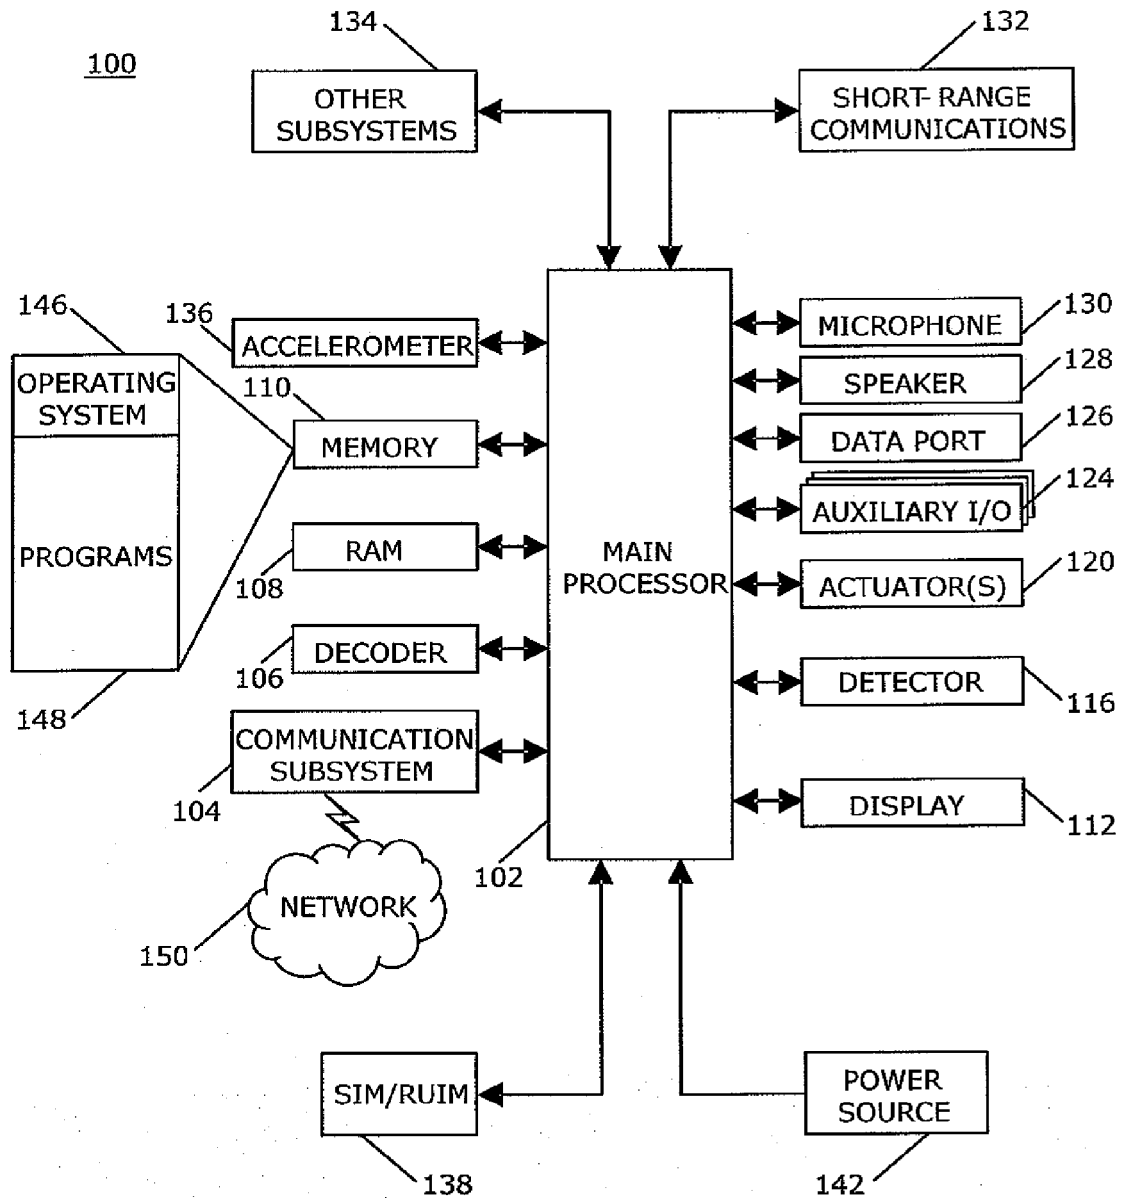 134
132
100
OTHER
SUBSYSTEMS
SHORT-RANGE
COMMUNICATIONS
146
136
ACCELEROMETER
MICROPHONE
130
OPERATING
SYSTEM
110
SPEAKER
128
MEMORY
DATA PORT
126
AUXILIARY I/O
124
PROGRAMS
108
RAM
MAIN
PROCESSOR
ACTUATOR(S)
120
106
DECODER
DETECTOR
116
148
COMMUNICATION
SUBSYSTEM
104
DISPLAY
112
102
NETWORK
150
SIM/RUIM
POWER
SOURCE
138
142